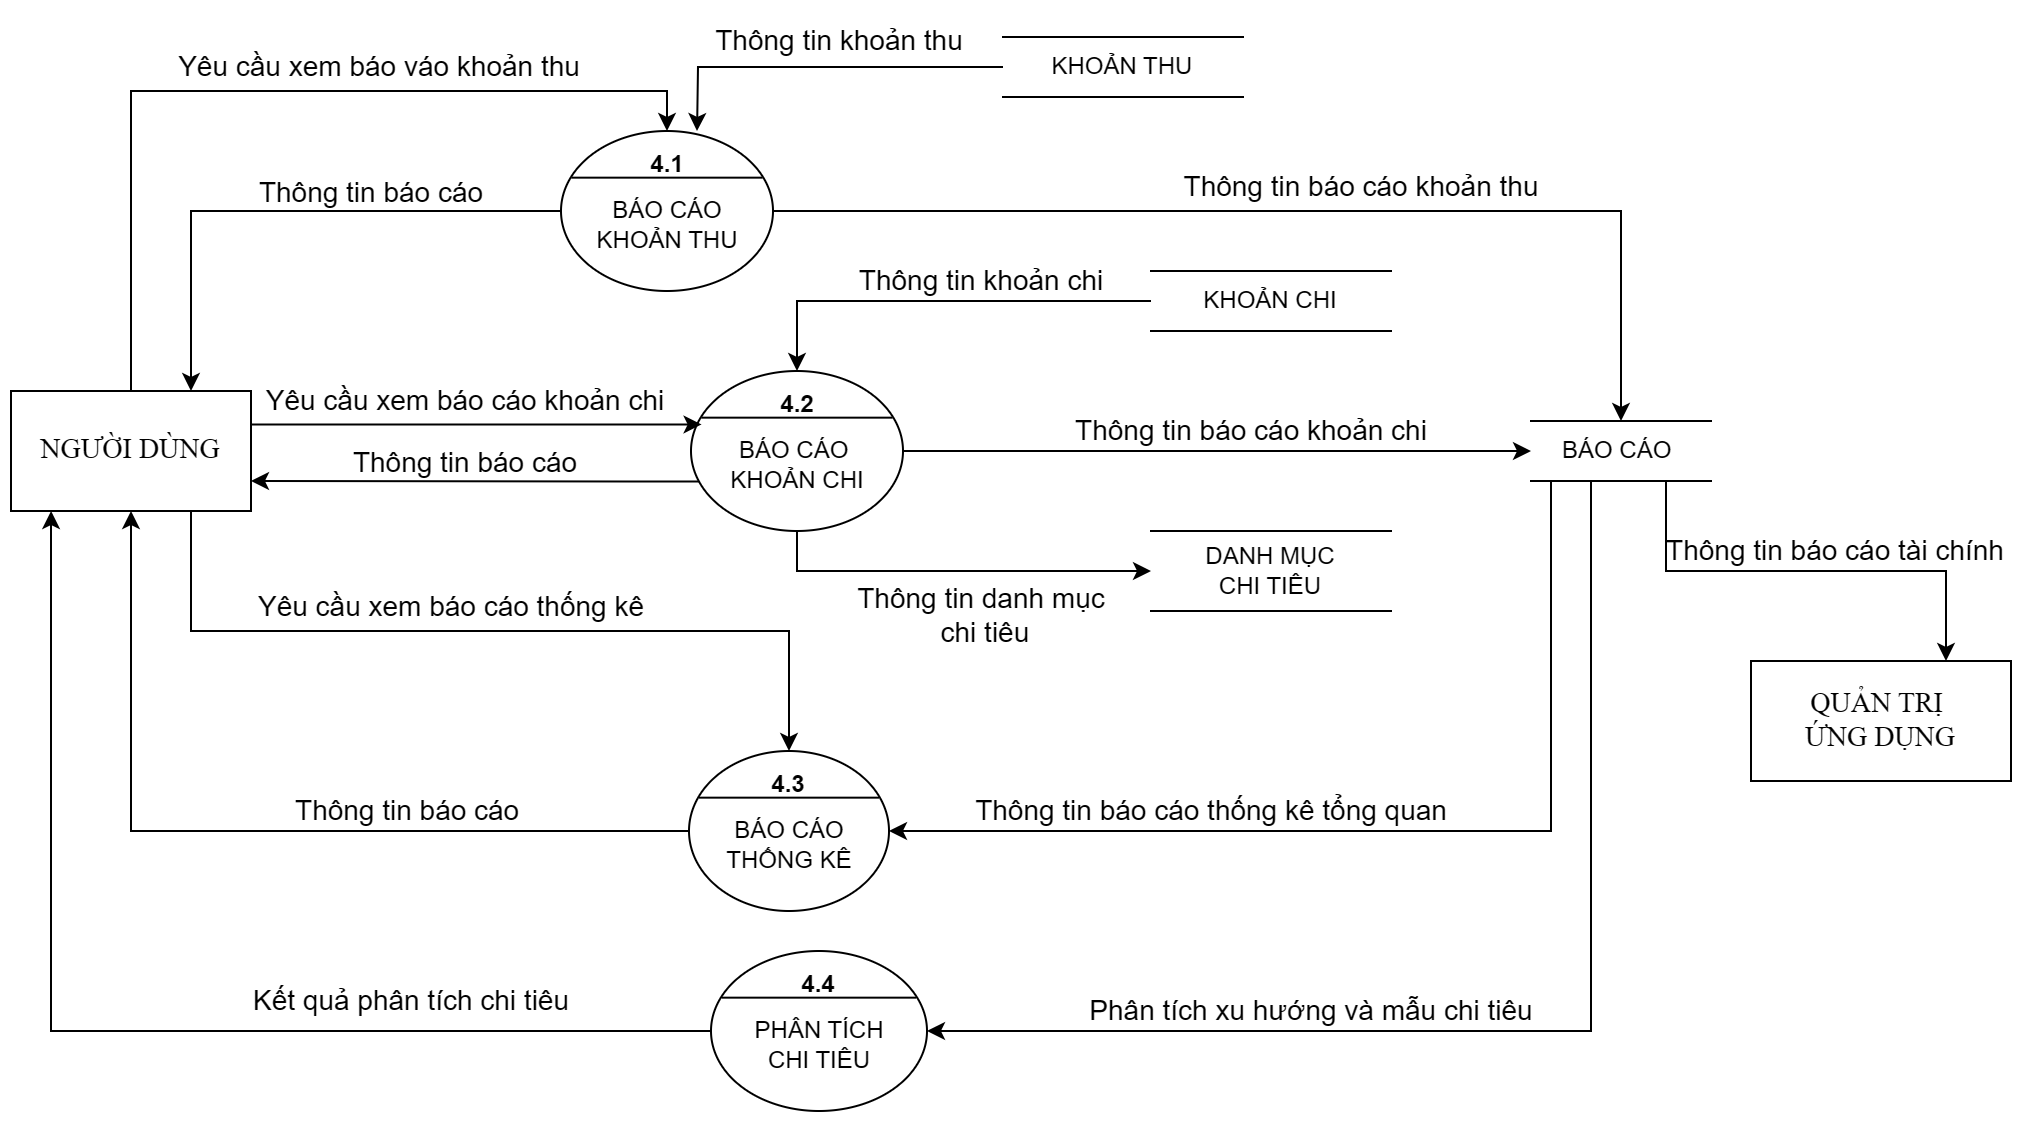 Thông tin khoản thu
KHOẢN THU
Yêu cầu xem báo váo khoản thu
4.1
BÁO CÁO
KHOẢN THU
Thông tin báo cáo
Thông tin báo cáo khoản thu
Thông tin khoản chi
KHOẢN CHI
Yêu cầu xem báo cáo khoản chi
4.2
BÁO CÁO
KHOẢN CHI
Thông tin báo cáo khoản chi
BÁO CÁO
NGƯỜI DÙNG
Thông tin báo cáo
DANH MỤC
CHI TIÊU
Thông tin báo cáo tài chính
Thông tin danh mục
chi tiêu
Yêu cầu xem báo cáo thống kê
QUẢN TRỊ
ỨNG DỤNG
4.3
BÁO CÁO
THỐNG KÊ
Thông tin báo cáo
Thông tin báo cáo thống kê tổng quan
4.4
PHÂN TÍCH
CHI TIÊU
Kết quả phân tích chi tiêu
Phân tích xu hướng và mẫu chi tiêu